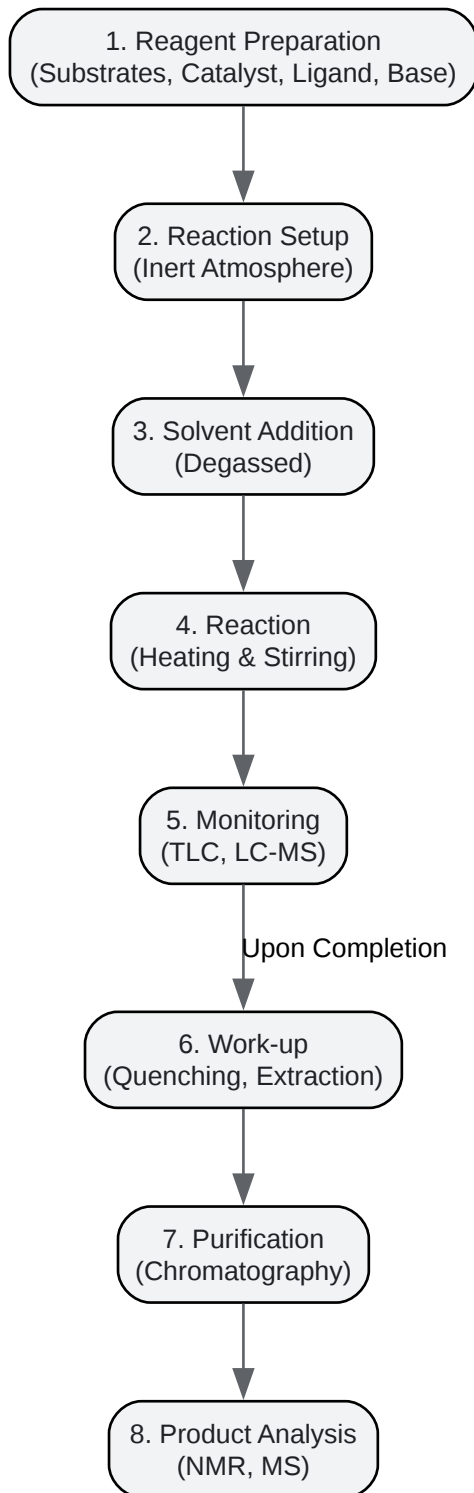 1. Reagent Preparation
(Substrates, Catalyst, Ligand, Base)
2. Reaction Setup
(Inert Atmosphere)
3. Solvent Addition
(Degassed)
4. Reaction
(Heating & Stirring)
5. Monitoring
(TLC, LC-MS)
Upon Completion
6. Work-up
(Quenching, Extraction)
7. Purification
(Chromatography)
8. Product Analysis
(NMR, MS)